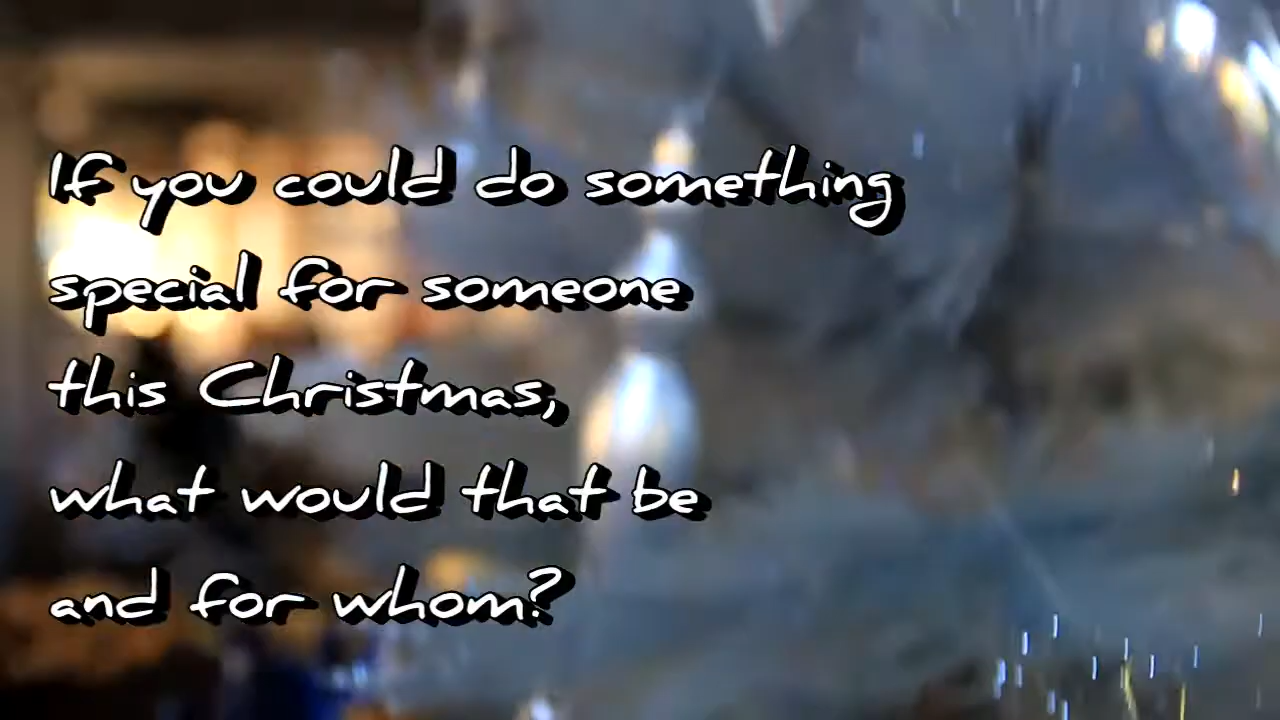 If you could do something
special for someone
this Christmas,
what would that be
and for whom?